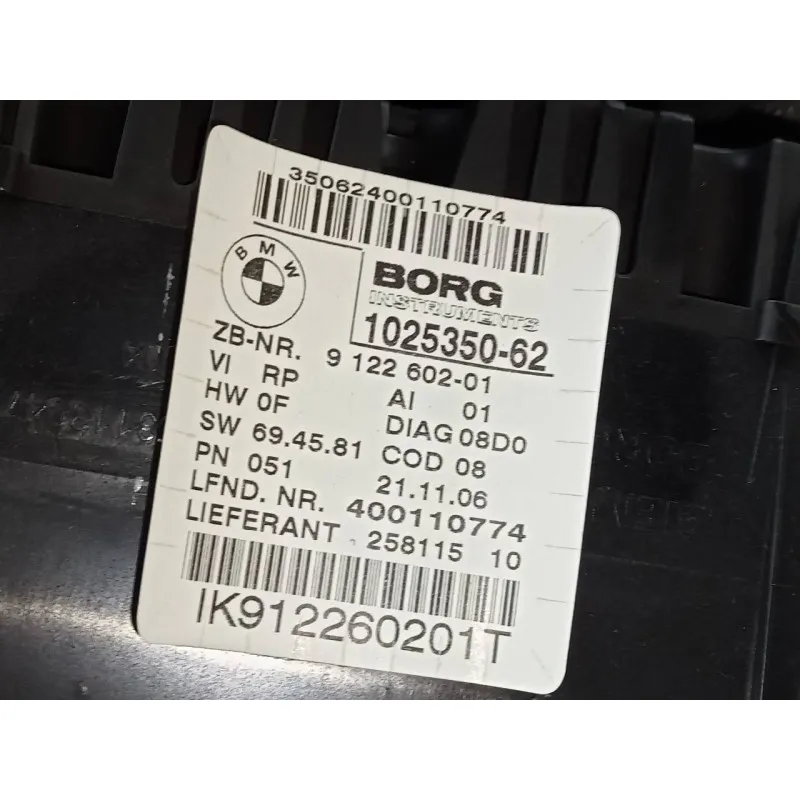 35062400110774
BMW
BORG
INSTRUMENTS
1025350-62
ZB-NR. 9 122 602-01
VI RP AI 01
HW 0F DIAG 08D0
SW 69.45.81 COD 08
PN 051 21.11.06
LFND. NR. 400110774
LIEFERANT 258115 10
IK912260201T